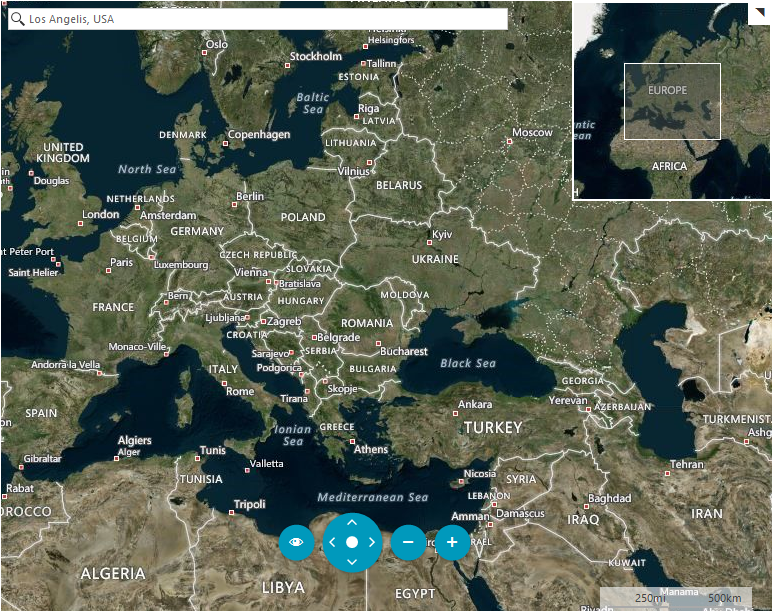 Los Angelis, USA
Oslo
Helsinki
Helsingfors
Stockholm
Tallinn
ESTONIA
Baltic
Sea
Riga
LATVIA
Moscow
DENMARK
Copenhagen
LITHUANIA
Vilnius
UNITED
KINGDOM
North Sea
Douglas
BELARUS
EUROPE
AFRICA
NETHERLANDS
Amsterdam
Berlin
London
POLAND
GERMANY
BELGIUM
Kyiv
CZECH REPUBLIC
UKRAINE
Paris
Luxembourg
Saint Helier
SLOVAKIA
Vienna
Bratislava
Bern
AUSTRIA
HUNGARY
MOLDOVA
FRANCE
Ljubljana
Zagreb
ROMANIA
CROATIA
Belgrade
Monaco-Ville
Sarajevo
SERBIA
Bucharest
Andorra la Vella
Podgorica
BULGARIA
Black Sea
ITALY
Rome
Skopje
Tirana
GEORGIA
Yerevan
AZERBAIJAN
SPAIN
Ankara
TURKEY
TURKMENIST
Ionian
Sea
GREECE
Athens
Algiers
Alger
Tunis
Gibraltar
Valletta
Nicosia
Tehran
Rabat
TUNISIA
SYRIA
LEBANON
Mediterranean Sea
Tripoli
Baghdad
Damascus
Amman
OROCCO
IRAQ
IRAN
KUWAIT
ALGERIA
LIBYA
EGYPT
Manama
250mi
500km